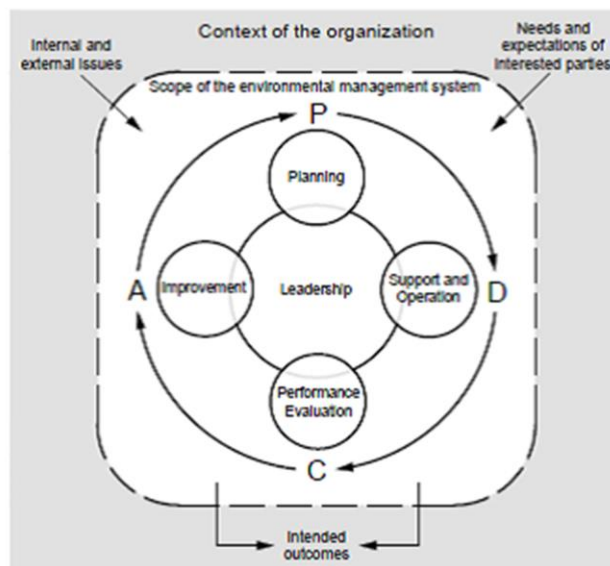 Context of the organization
Internal and
external issues
Needs and
expectations of
interested parties
Scope of the environmental management system
P
Planning
A
Improvement
Leadership
Support and
Operation
D
Performance
Evaluation
C
Intended
outcomes